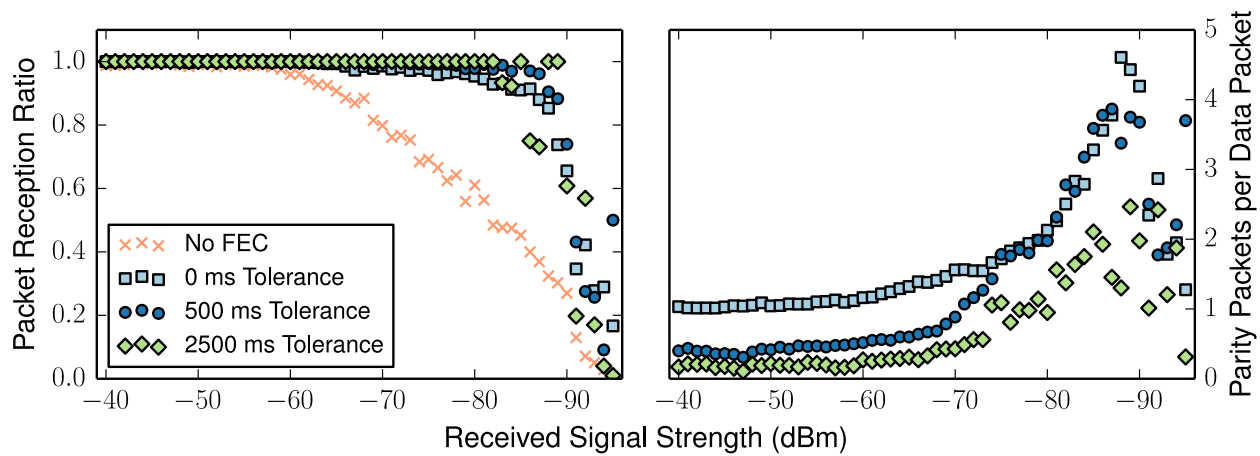 Packet Reception Ratio
1.0
0.8
0.6
0.4
0.2
0.0
No FEC
0 ms Tolerance
500 ms Tolerance
2500 ms Tolerance
−40 −50 −60 −70 −80 −90
−40 −50 −60 −70 −80 −90
5
4
3
2
1
0
Parity Packets per Data Packet
Received Signal Strength (dBm)